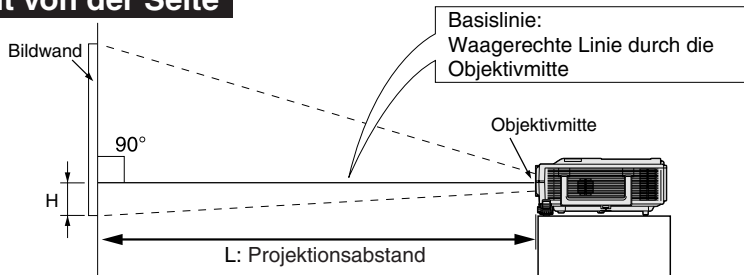 von der Seite
Basislinie:
Waagerechte Linie durch die
Objektivmitte
Bildwand
Objektivmitte
90°
H
L: Projektionsabstand